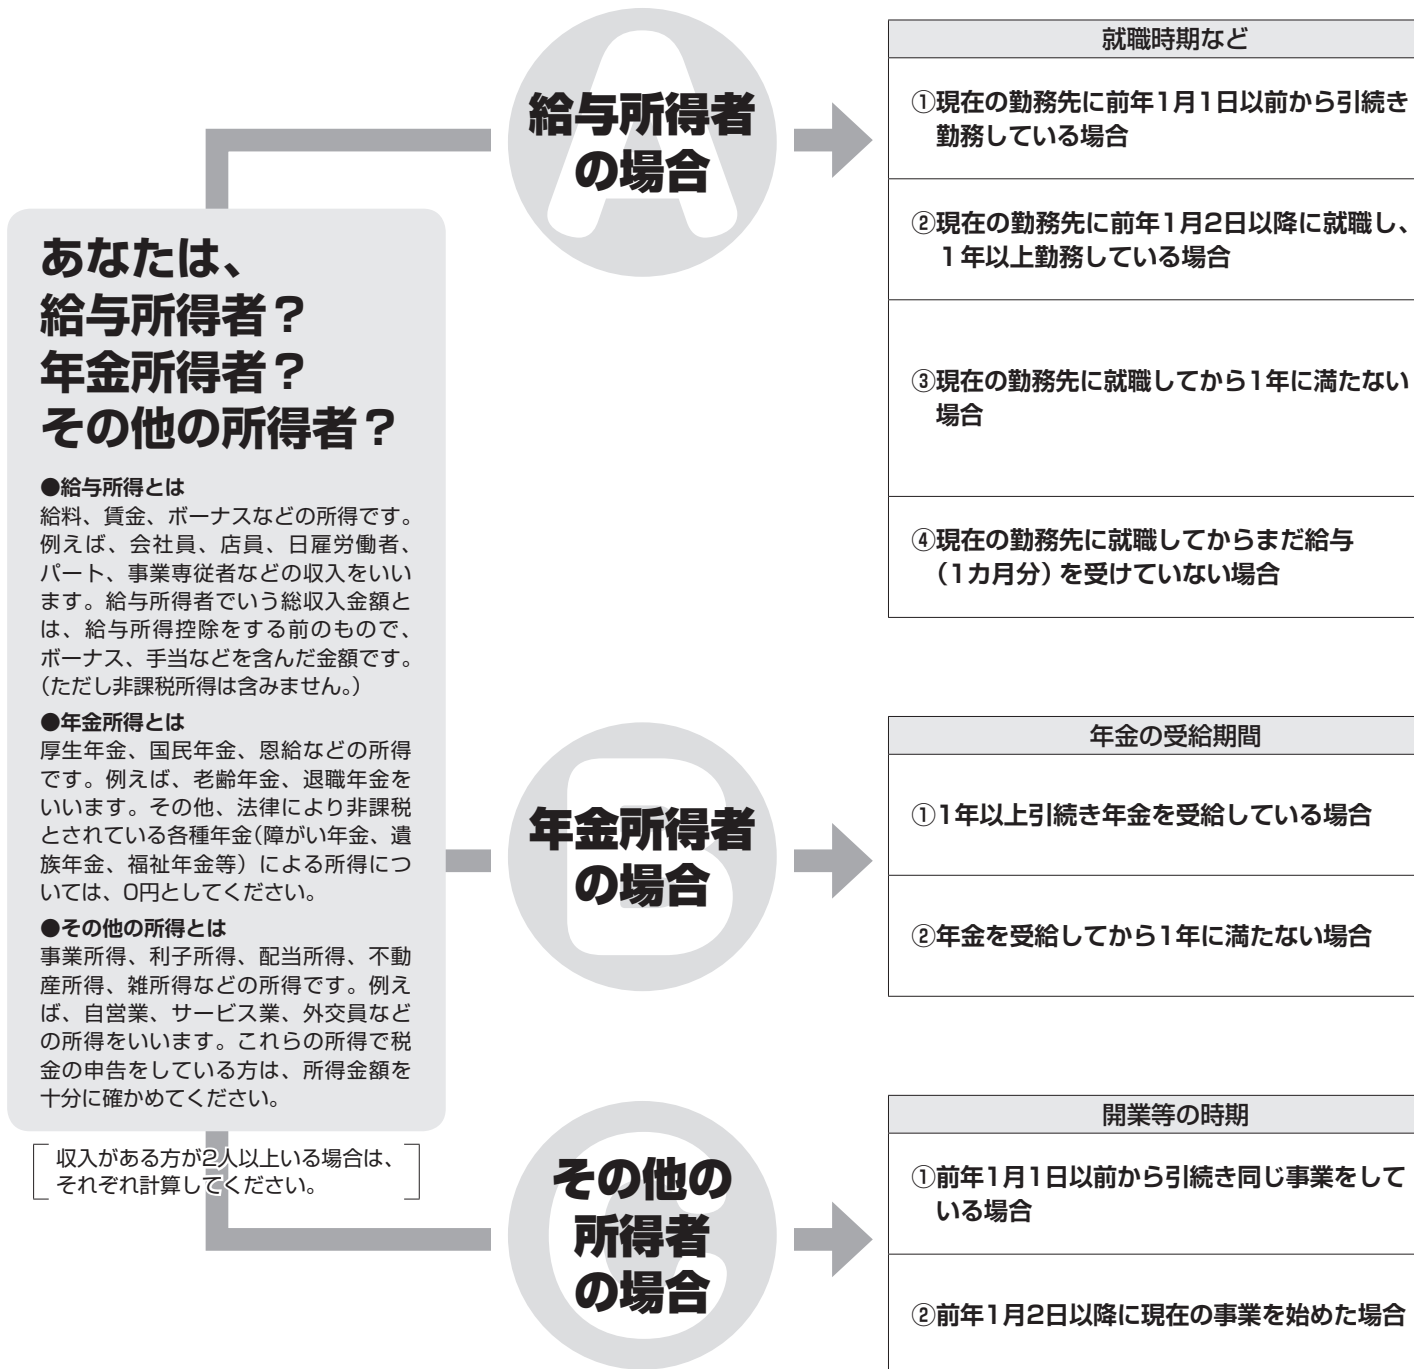 あなたは、
給与所得者？
年金所得者？
その他の所得者？
●給与所得とは
給料、賃金、ボーナスなどの所得です。
例えば、会社員、店員、日雇労働者、
パート、事業専従者などの収入をいい
ます。給与所得者でいう総収入金額と
は、給与所得控除をする前のもので、
ボーナス、手当などを含んだ金額です。
（ただし非課税所得は含みません。）
●年金所得とは
厚生年金、国民年金、恩給などの所得
です。例えば、老齢年金、退職年金を
いいます。その他、法律により非課税
とされている各種年金（障がい年金、遺
族年金、福祉年金等）による所得につ
いては、0円としてください。
●その他の所得とは
事業所得、利子所得、配当所得、不動
産所得、雑所得などの所得です。例え
ば、自営業、サービス業、外交員など
の所得をいいます。これらの所得で税
金の申告をしている方は、所得金額を
十分に確かめてください。
収入がある方が2人以上いる場合は、
それぞれ計算してください。
A
給与所得者
の場合
就職時期など
①現在の勤務先に前年1月1日以前から引続き
勤務している場合
②現在の勤務先に前年1月2日以降に就職し、
1年以上勤務している場合
③現在の勤務先に就職してから1年に満たない
場合
④現在の勤務先に就職してからまだ給与
（1カ月分）を受けていない場合
B
年金所得者
の場合
年金の受給期間
①1年以上引続き年金を受給している場合
②年金を受給してから1年に満たない場合
C
その他の
所得者
の場合
開業等の時期
①前年1月1日以前から引続き同じ事業をして
いる場合
②前年1月2日以降に現在の事業を始めた場合